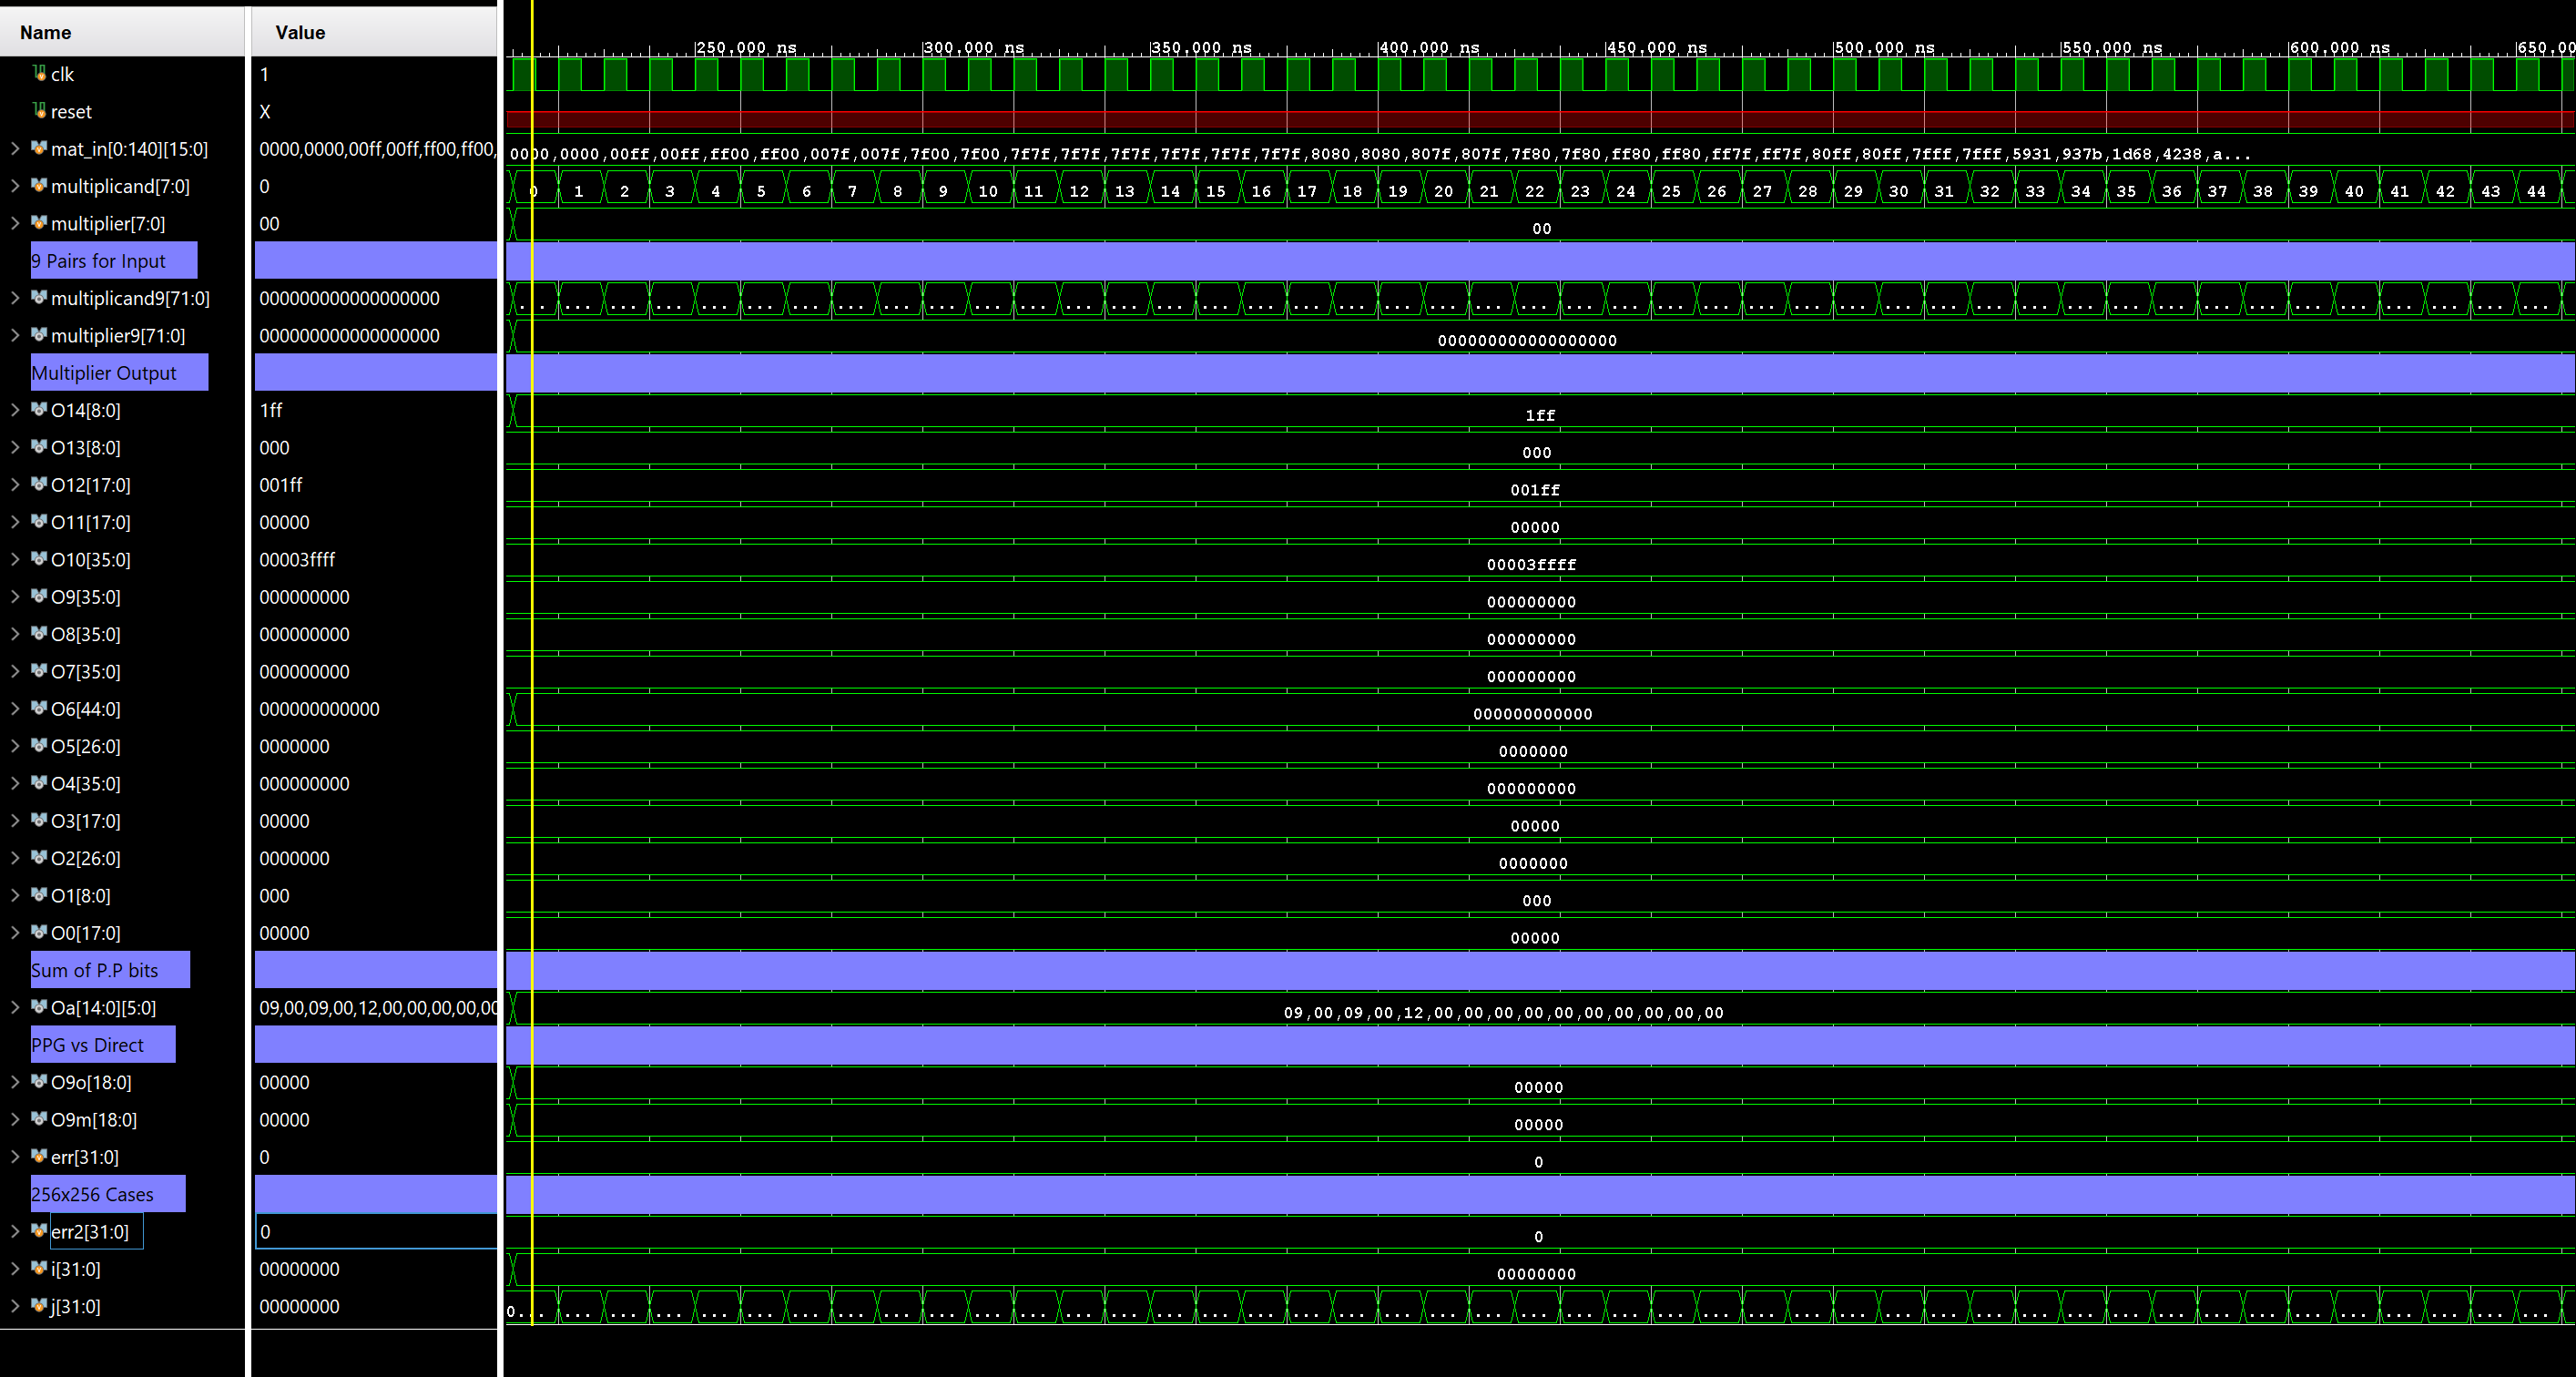 Name Value
250.000 ns 300.000 ns 350.000 ns 400.000 ns 450.000 ns 500.000 ns 550.000 ns 600.000 ns 650.00
clk 1
reset X
mat_in[0:140][15:0] 0000,0000,00ff,00ff,ff00,ff00, 0000,0000,00ff,00ff,ff00,ff00,007f,007f,7f00,7f00,7f7f,7f7f,7f7f,7f7f,7f7f,7f7f,8080,8080,807f,807f,7f80,7f80,ff80,ff80,ff7f,ff7f,80ff,80ff,7fff,7fff,5931,937b,1d68,4238,a...
multiplicand[7:0] 0 0 1 2 3 4 5 6 7 8 9 10 11 12 13 14 15 16 17 18 19 20 21 22 23 24 25 26 27 28 29 30 31 32 33 34 35 36 37 38 39 40 41 42 43 44
multiplier[7:0] 00 00
9 Pairs for Input
multiplicand9[71:0] 000000000000000000 ... ... ... ... ... ... ... ... ... ... ... ... ... ... ... ... ... ... ... ... ... ... ... ... ... ... ... ... ... ... ... ... ... ... ... ... ... ... ... ... ... ... ... ... ...
multiplier9[71:0] 000000000000000000 000000000000000000
Multiplier Output
O14[8:0] 1ff 1ff
O13[8:0] 000 000
O12[17:0] 001ff 001ff
O11[17:0] 00000 00000
O10[35:0] 00003ffff 00003ffff
O9[35:0] 000000000 000000000
O8[35:0] 000000000 000000000
O7[35:0] 000000000 000000000
O6[44:0] 000000000000 000000000000
O5[26:0] 0000000 0000000
O4[35:0] 000000000 000000000
O3[17:0] 00000 00000
O2[26:0] 0000000 0000000
O1[8:0] 000 000
O0[17:0] 00000 00000
Sum of P.P bits
Oa[14:0][5:0] 09,00,09,00,12,00,00,00,00,00 09,00,09,00,12,00,00,00,00,00,00,00,00,00,00
PPG vs Direct
O9o[18:0] 00000 00000
O9m[18:0] 00000 00000
err[31:0] 0 0
256x256 Cases
err2[31:0] 0 0
i[31:0] 00000000 00000000
j[31:0] 00000000 0... ... ... ... ... ... ... ... ... ... ... ... ... ... ... ... ... ... ... ... ... ... ... ... ... ... ... ... ... ... ... ... ... ... ... ... ... ... ... ... ... ... ... ... ...